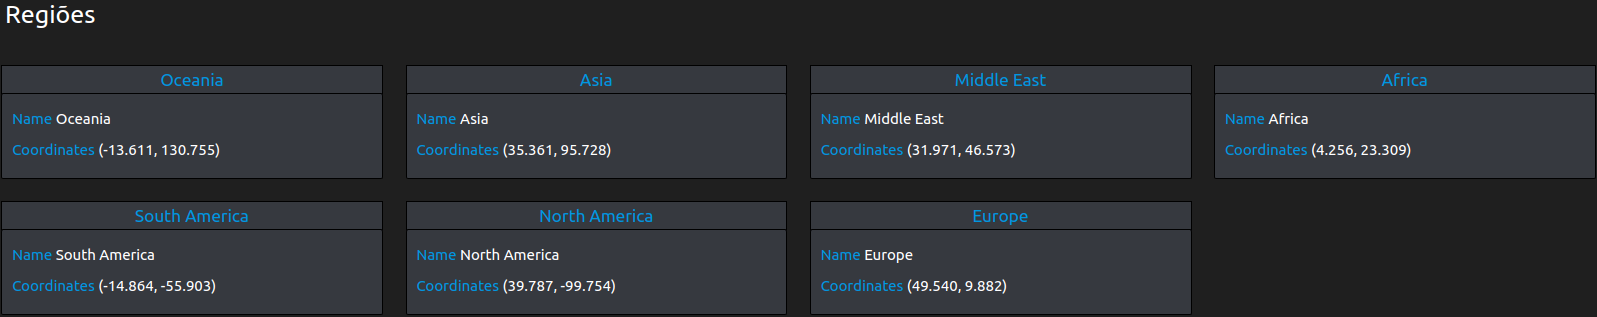 Regiões
Oceania
Name Oceania
Coordinates (-13.611, 130.755)
Asia
Name Asia
Coordinates (35.361, 95.728)
Middle East
Name Middle East
Coordinates (31.971, 46.573)
Africa
Name Africa
Coordinates (4.256, 23.309)
South America
Name South America
Coordinates (-14.864, -55.903)
North America
Name North America
Coordinates (39.787, -99.754)
Europe
Name Europe
Coordinates (49.540, 9.882)